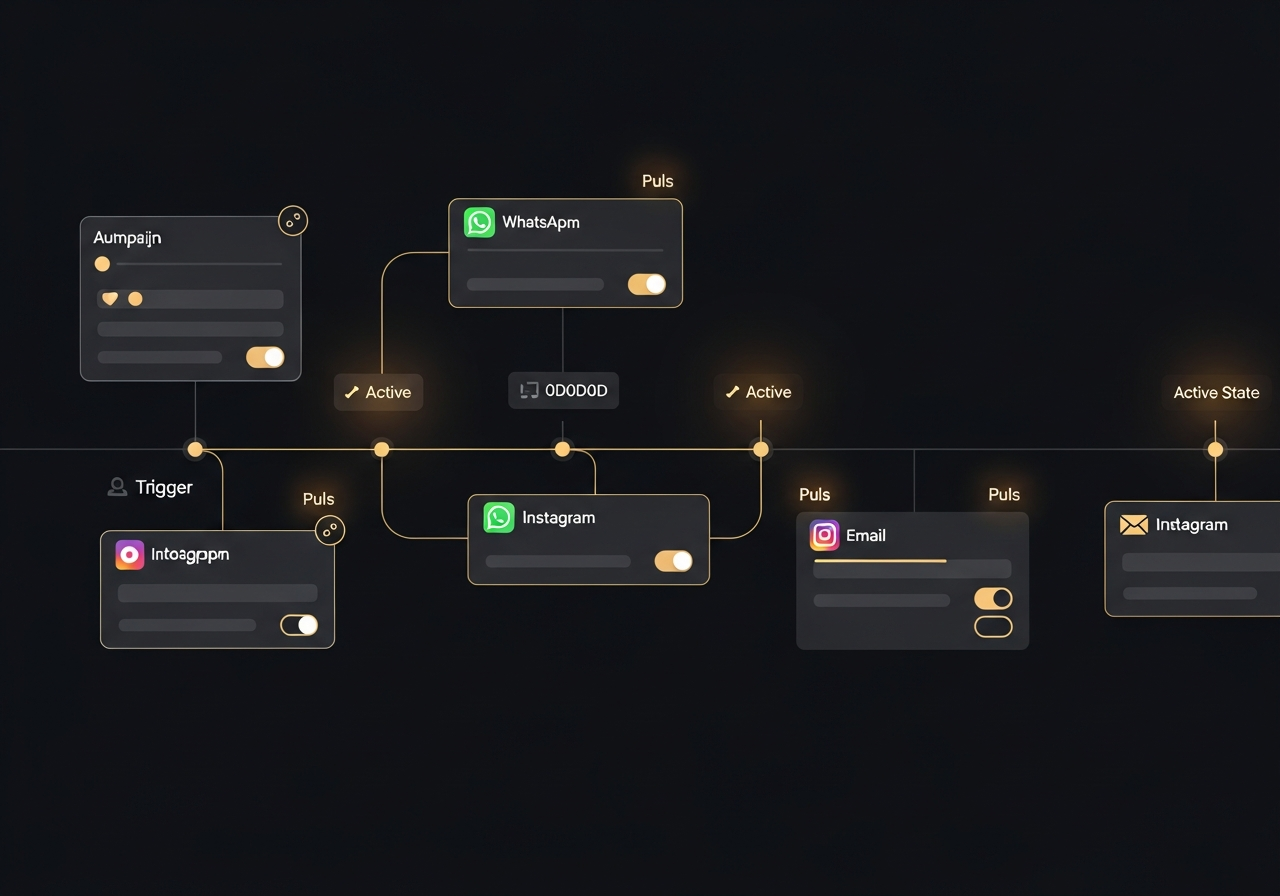 Puls
Aumpaijn
WhatsApm
Active
0D0D0D
Active
Active State
Trigger
Puls
Instagram
Puls
Puls
Email
Instagram
Intoagppm